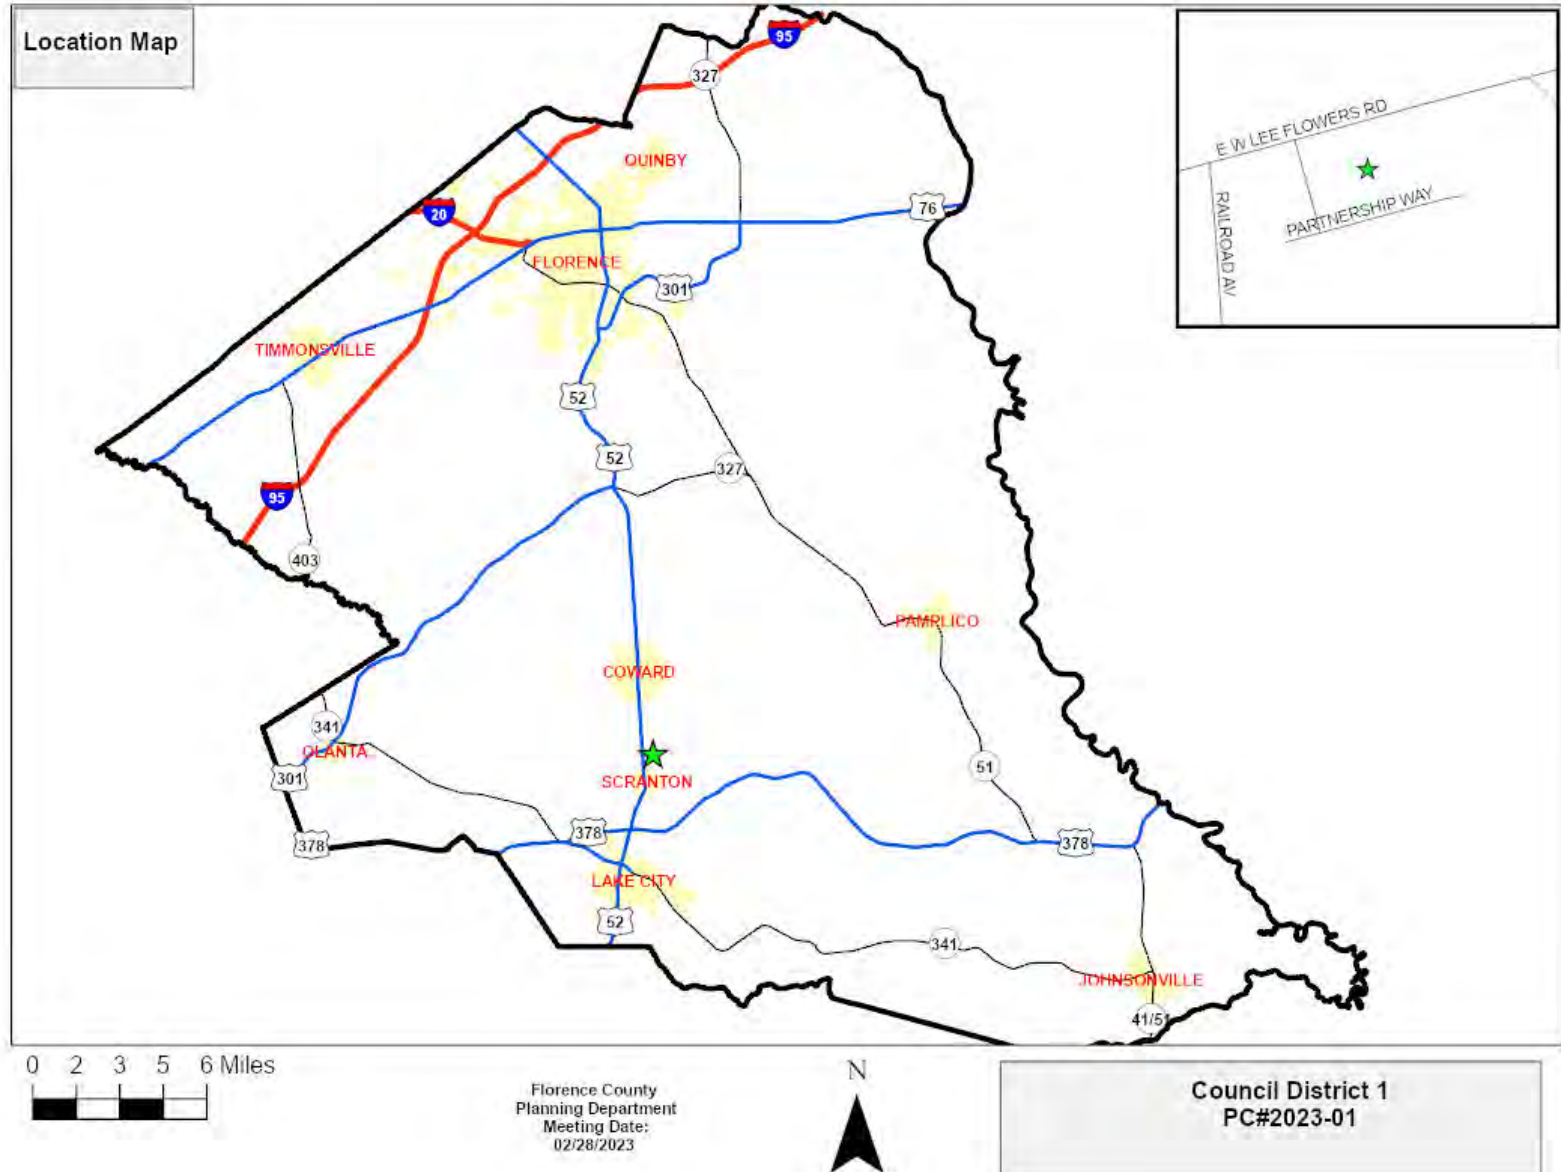 Location Map
95
327
QUINBY
20
76
FLORENCE
301
TIMMONSVILLE
52
52
327
95
403
PAMPLICO
COWARD
341
OLANTA
301
51
SCRANTON
378
378
378
LAKE CITY
52
341
JOHNSONVILLE
41/51
E W LEE FLOWERS RD
RAILROAD AV
PARTNERSHIP WAY
0 2 3 5 6 Miles
Florence County
Planning Department
Meeting Date:
02/28/2023
N
Council District 1
PC#2023-01